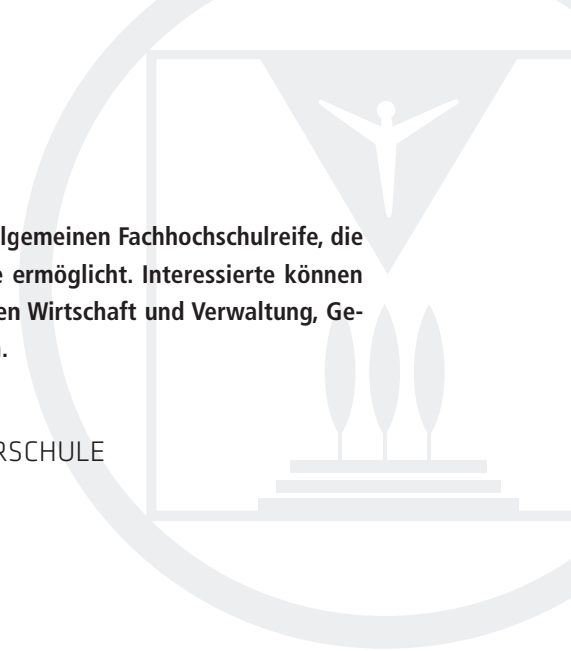 lgemeinen Fachhochschulreife, die
e ermöglicht. Interessierte können
en Wirtschaft und Verwaltung, Ge-
.
RSCHULE